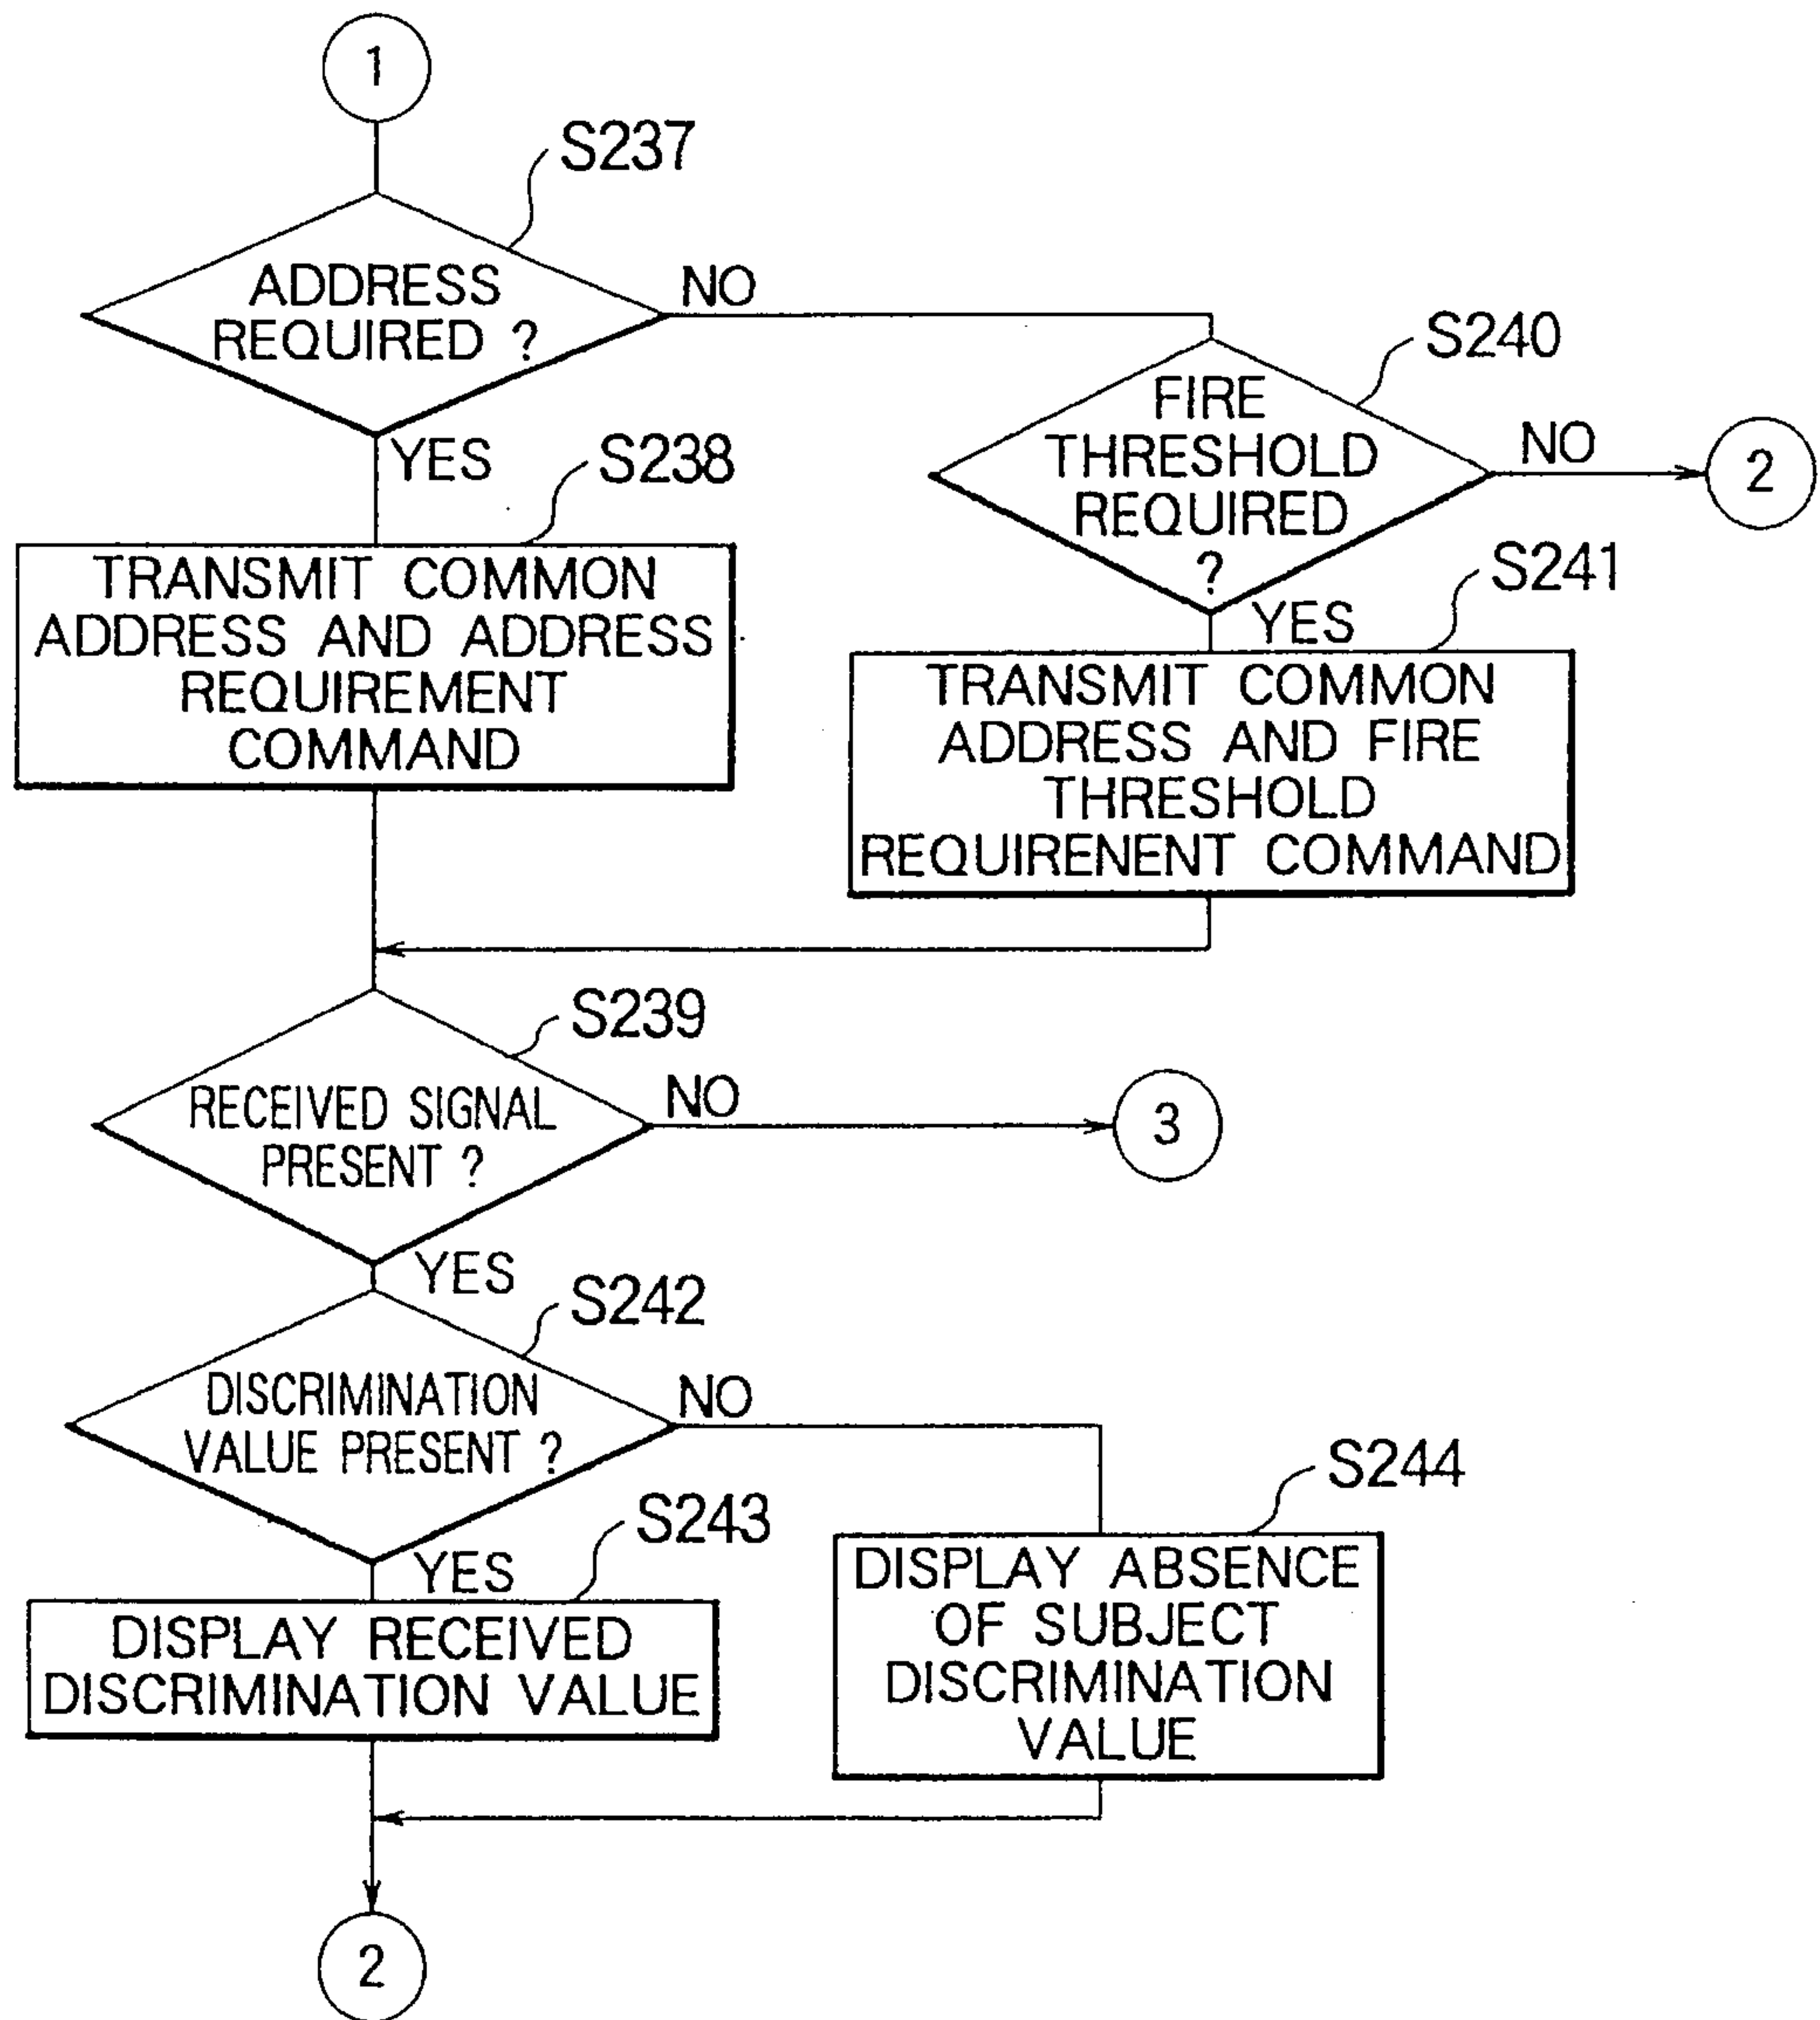 1
S237
ADDRESS
REQUIRED ?
NO
YES
S238
TRANSMIT COMMON
ADDRESS AND ADDRESS
REQUIREMENT
COMMAND
S240
FIRE
THRESHOLD
REQUIRED
?
NO
2
YES
S241
TRANSMIT COMMON
ADDRESS AND FIRE
THRESHOLD
REQUIRENENT COMMAND
S239
RECEIVED SIGNAL
PRESENT ?
NO
3
YES
S242
DISCRIMINATION
VALUE PRESENT ?
NO
YES
S243
DISPLAY RECEIVED
DISCRIMINATION VALUE
S244
DISPLAY ABSENCE
OF SUBJECT
DISCRIMINATION
VALUE
2